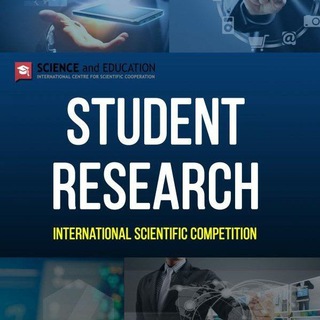 SCIENCE and EDUCATION
INTERNATIONAL CENTRE FOR SCIENTIFIC COOPERATION
STUDENT
RESEARCH
INTERNATIONAL SCIENTIFIC COMPETITION